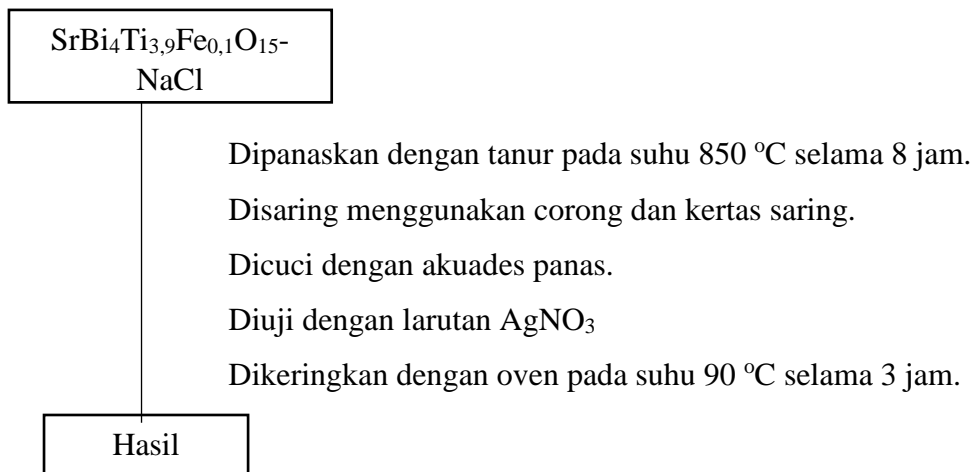 SrBi₄Ti₃,₉Fe₀,₁O₁₅-
NaCl
Dipanaskan dengan tanur pada suhu 850 ºC selama 8 jam.
Disaring menggunakan corong dan kertas saring.
Dicuci dengan akuades panas.
Diuji dengan larutan AgNO₃
Dikeringkan dengan oven pada suhu 90 ºC selama 3 jam.
Hasil